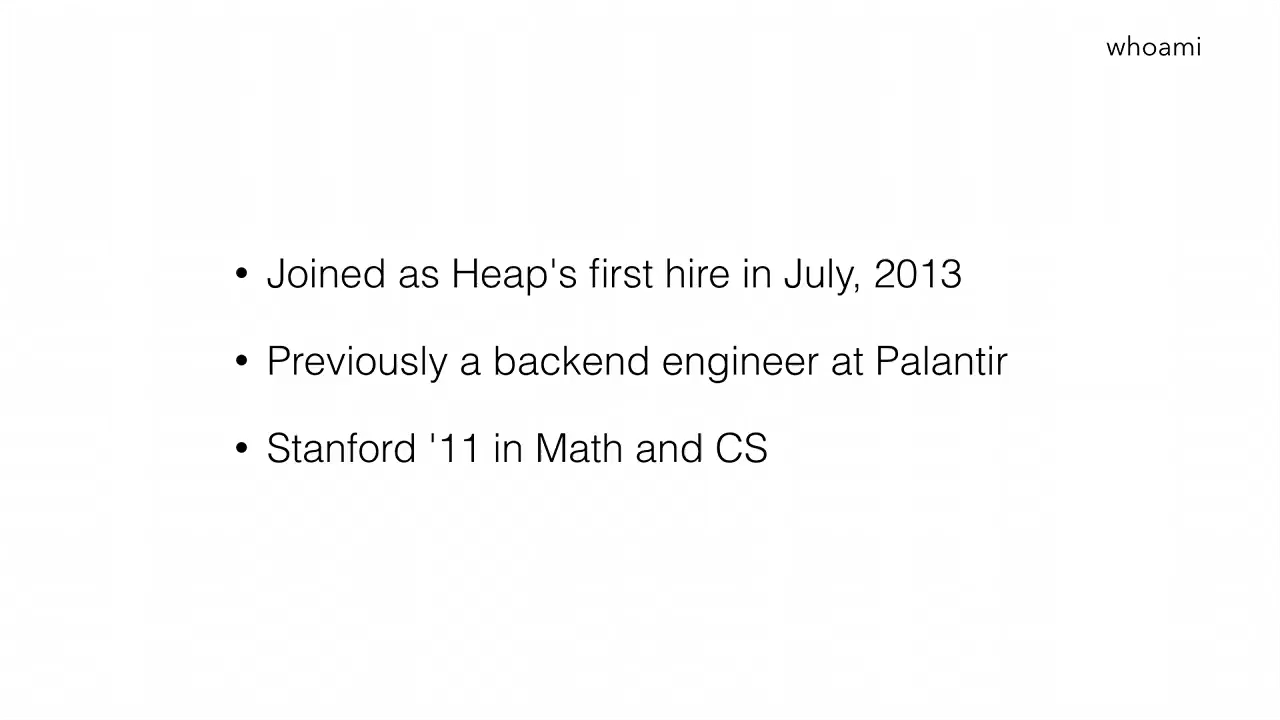 whoami
• Joined as Heap's first hire in July, 2013
• Previously a backend engineer at Palantir
• Stanford '11 in Math and CS